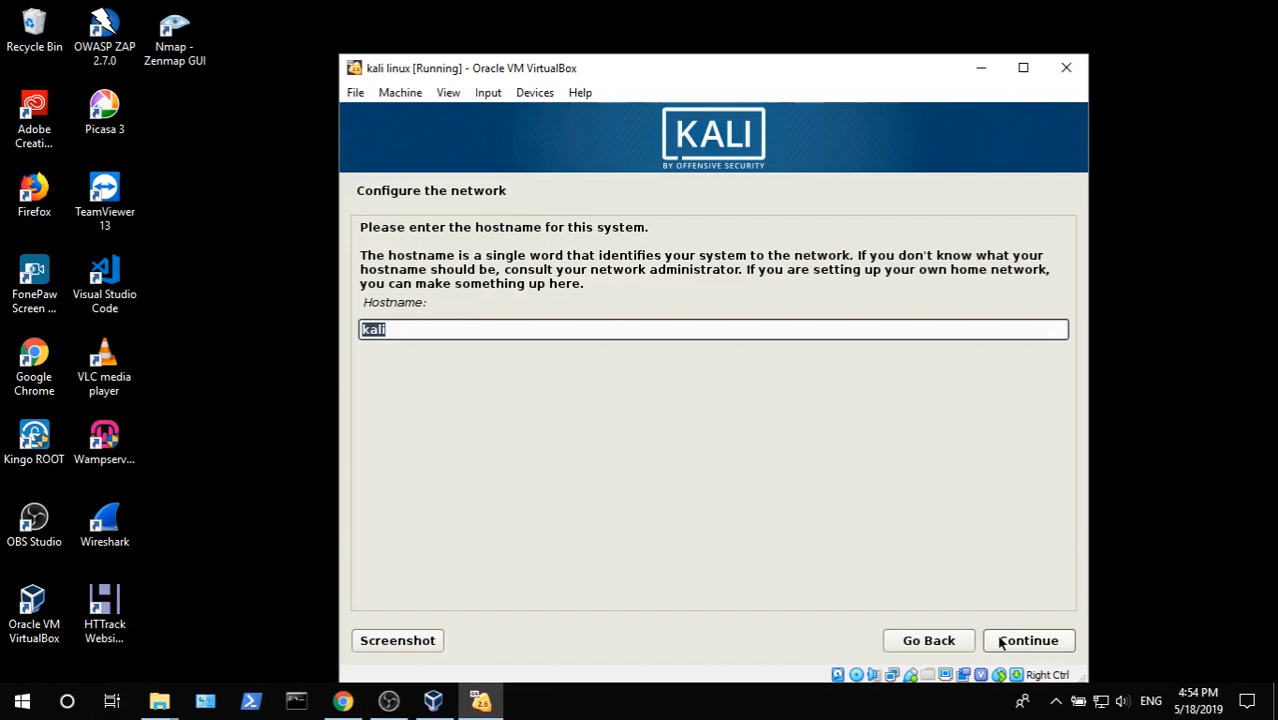 Recycle Bin
OWASP ZAP
2.7.0
Nmap -
Zenmap GUI
Adobe
Creati...
Picasa 3
Firefox
TeamViewer
13
FonePaw
Screen ...
Visual Studio
Code
Google
Chrome
VLC media
player
Kingo ROOT
Wampserv...
OBS Studio
Wireshark
Oracle VM
VirtualBox
HTTrack
Websi...
kali linux [Running] - Oracle VM VirtualBox
File Machine View Input Devices Help
KALI
BY OFFENSIVE SECURITY
Configure the network
Please enter the hostname for this system.
The hostname is a single word that identifies your system to the network. If you don't know what your
hostname should be, consult your network administrator. If you are setting up your own home network,
you can make something up here.
Hostname:
kali
Screenshot
Go Back
Continue
Right Ctrl
2.6
ENG
4:54 PM
5/18/2019